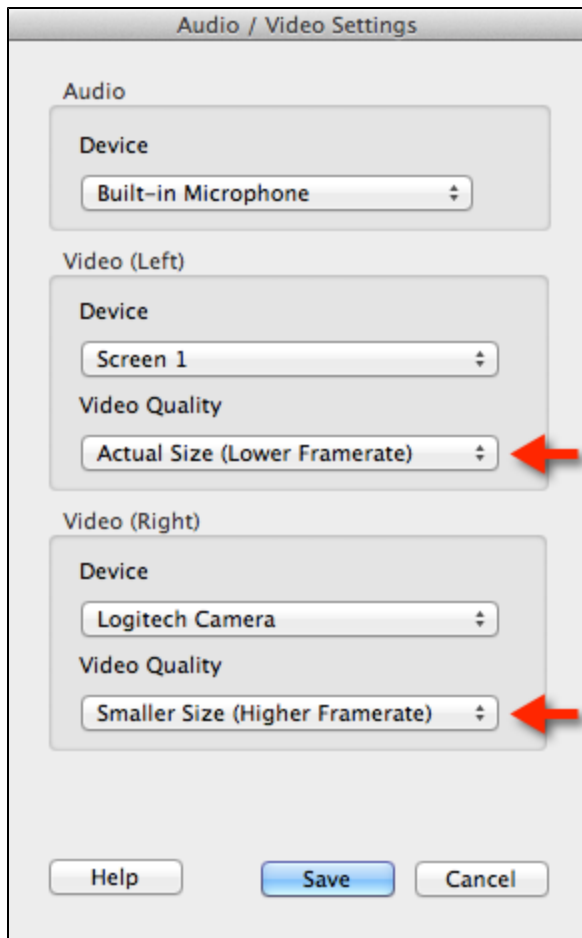 Audio / Video Settings
Audio
Device
Built-in Microphone
Video (Left)
Device
Screen 1
Video Quality
Actual Size (Lower Framerate)
Video (Right)
Device
Logitech Camera
Video Quality
Smaller Size (Higher Framerate)
Help Save Cancel